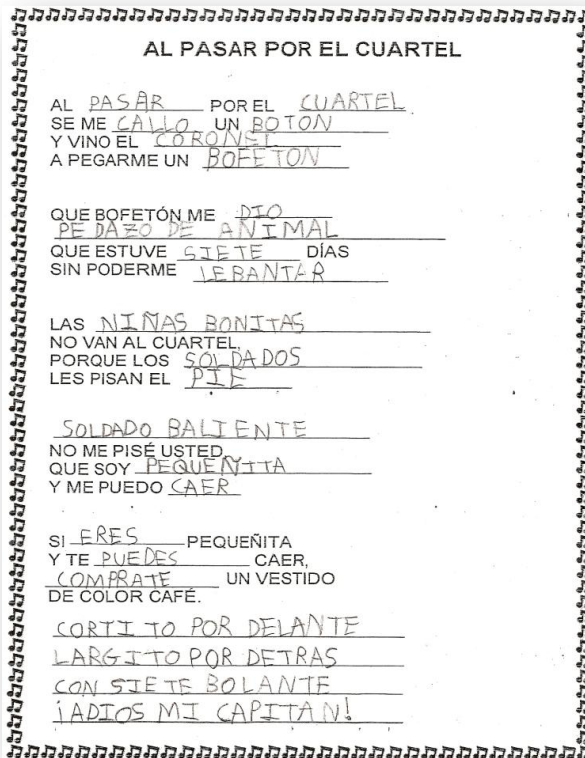 AL PASAR POR EL CUARTEL
AL PASAR POR EL CUARTEL
SE ME CALLO UN BOTON
Y VINO EL CORONEL
A PEGARME UN BOFETON
QUE BOFETÓN ME DIO
PEDAZO DE ANIMAL
QUE ESTUVE SIETE DÍAS
SIN PODERME LEBANTAR
LAS NIÑAS BONITAS
NO VAN AL CUARTEL,
PORQUE LOS SOLDADOS
LES PISAN EL PIE
SOLDADO BALIENTE
NO ME PISÉ USTED,
QUE SOY PEQUEÑITA
Y ME PUEDO CAER
SI ERES PEQUEÑITA
Y TE PUEDES CAER,
COMPRATE UN VESTIDO
DE COLOR CAFÉ.
CORTITO POR DELANTE
LARGITO POR DETRAS
CON SIETE BOLANTE
¡ADIOS MI CAPITAN!